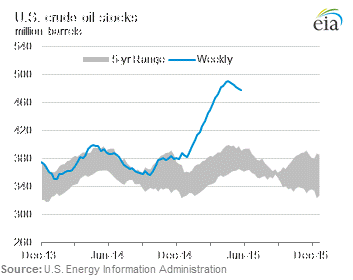 U.S. crude oil stocks
million barrels
eia
540
5-yr Range
Weekly
500
460
420
380
340
300
260
Dec-13 Jun-14 Dec-14 Jun-15 Dec-15
Source: U.S. Energy Information Administration